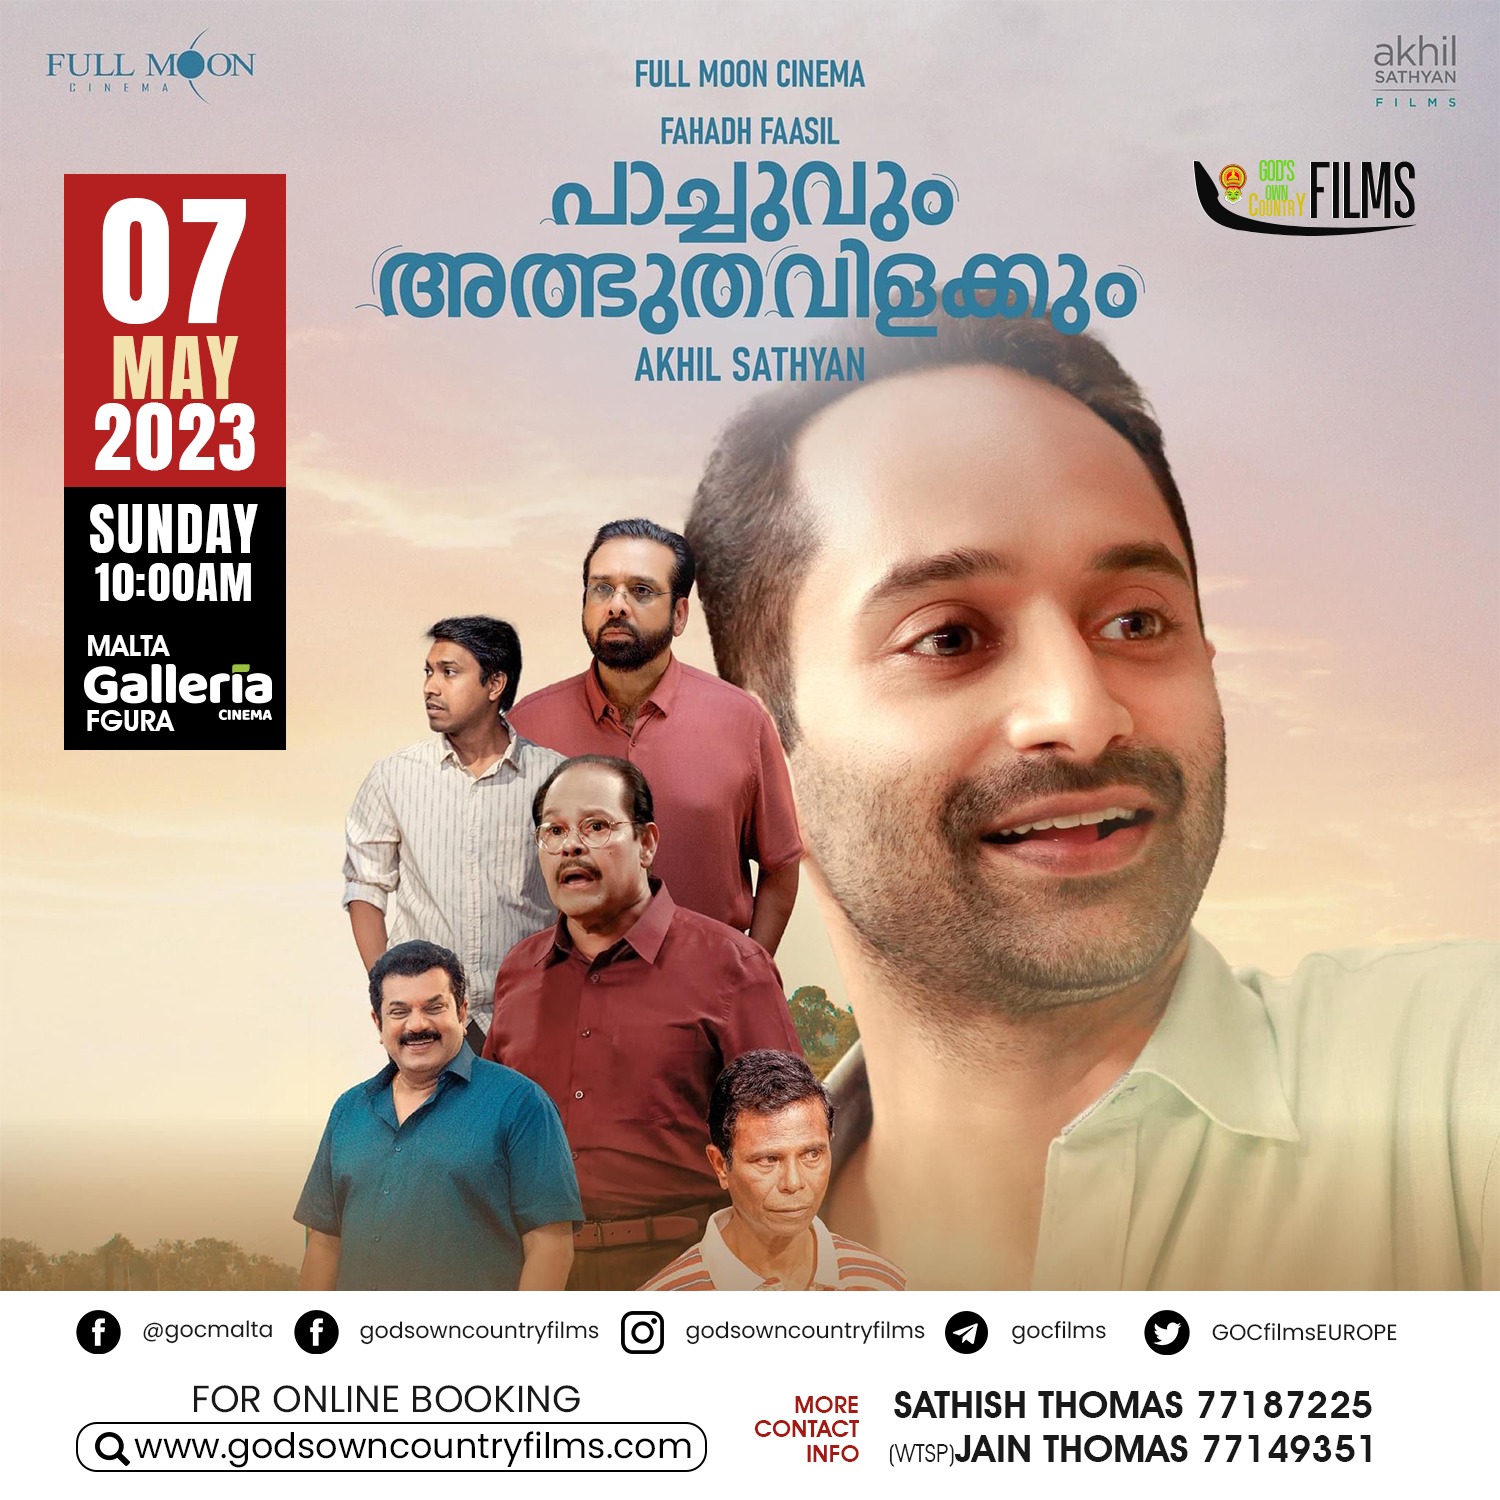 FULL MOON
CINEMA
akhil
SATHYAN
FILMS
FULL MOON CINEMA
FAHADH FAASIL
പാച്ചുവും
അത്ഭുതവിളക്കും
AKHIL SATHYAN
GOD'S
OWN
COUNTRY
FILMS
07
MAY
2023
SUNDAY
10:00AM
MALTA
Galleria
CINEMA
FGURA
@gocmalta godsowncountryfilms godsowncountryfilms gocfilms GOCfilmsEUROPE
FOR ONLINE BOOKING
www.godsowncountryfilms.com
MORE
CONTACT
INFO
SATHISH THOMAS 77187225
(WTSP)JAIN THOMAS 77149351